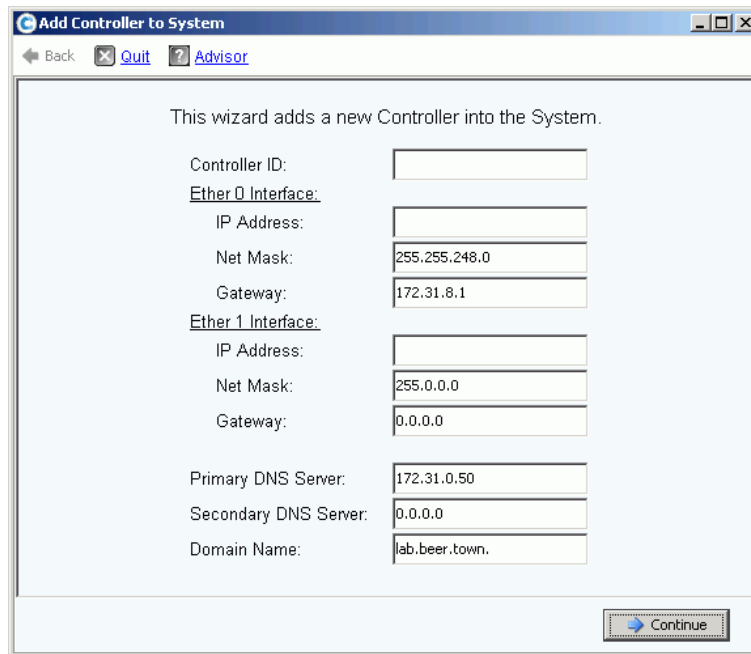 Add Controller to System
Back Quit Advisor
This wizard adds a new Controller into the System.
Controller ID:
Ether 0 Interface:
IP Address:
Net Mask: 255.255.248.0
Gateway: 172.31.8.1
Ether 1 Interface:
IP Address:
Net Mask: 255.0.0.0
Gateway: 0.0.0.0
Primary DNS Server: 172.31.0.50
Secondary DNS Server: 0.0.0.0
Domain Name: lab.beer.town.
Continue